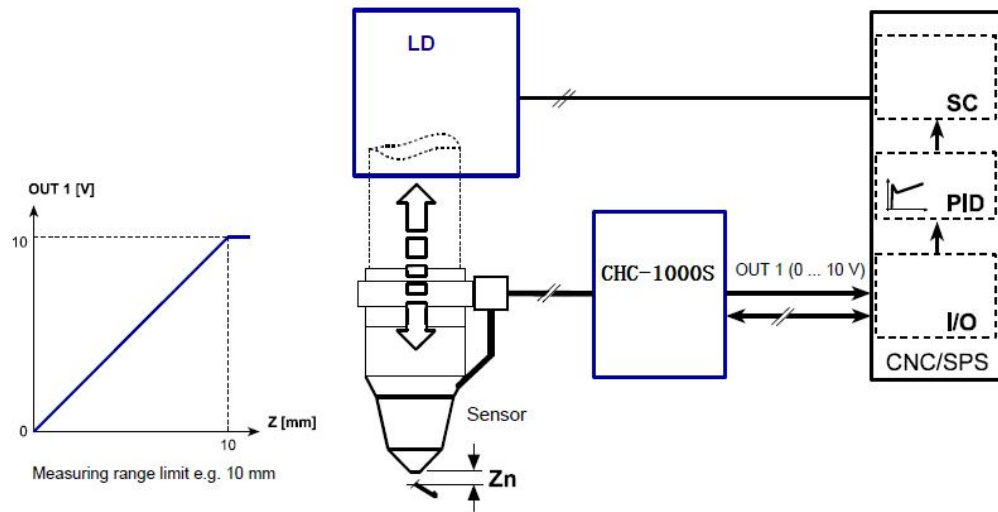 LD
SC
PID
I/O
CNC/SPS
OUT 1 [V]
10
0
10
Z [mm]
Measuring range limit e.g. 10 mm
CHC-1000S
OUT 1 (0 ... 10 V)
Sensor
Zn